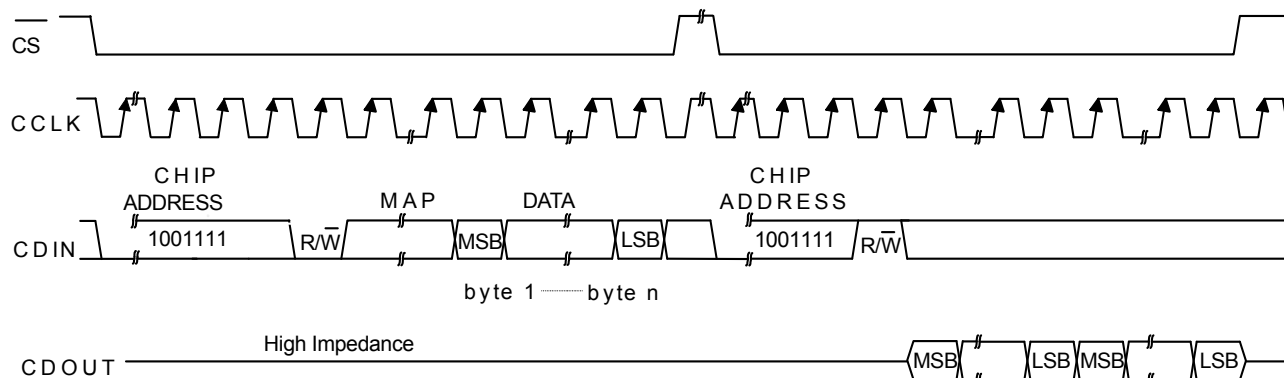 CS
CCLK
CHIP
ADDRESS
MAP
DATA
CHIP
ADDRESS
CDIN
1001111
R/W
MSB
LSB
1001111
R/W
byte 1
byte n
CDOUT
High Impedance
MSB
LSB
MSB
LSB